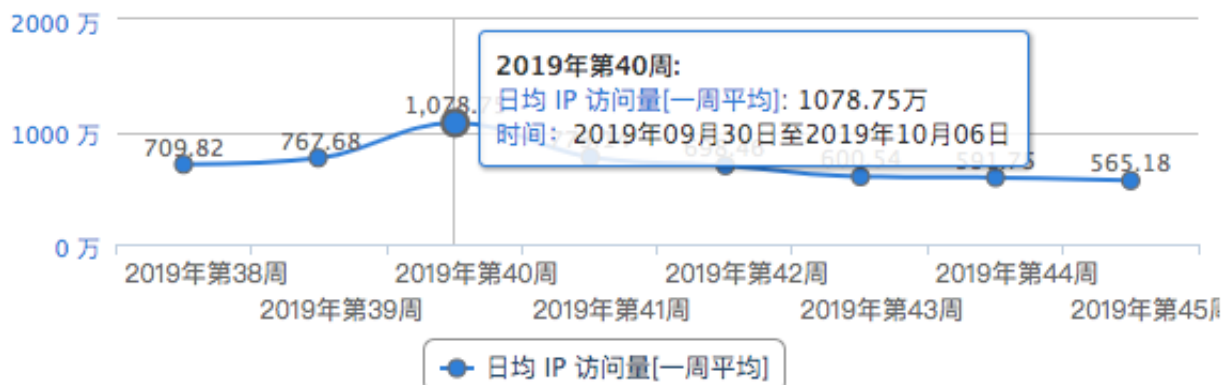 2000 万
2019年第40周:
日均 IP 访问量[一周平均]: 1078.75万
时间： 2019年09月30日至2019年10月06日
1000 万
709.82
767.68
698.46
600.54
591.75
565.18
0 万
2019年第38周
2019年第40周
2019年第42周
2019年第44周
2019年第39周
2019年第41周
2019年第43周
2019年第45
日均 IP 访问量[一周平均]